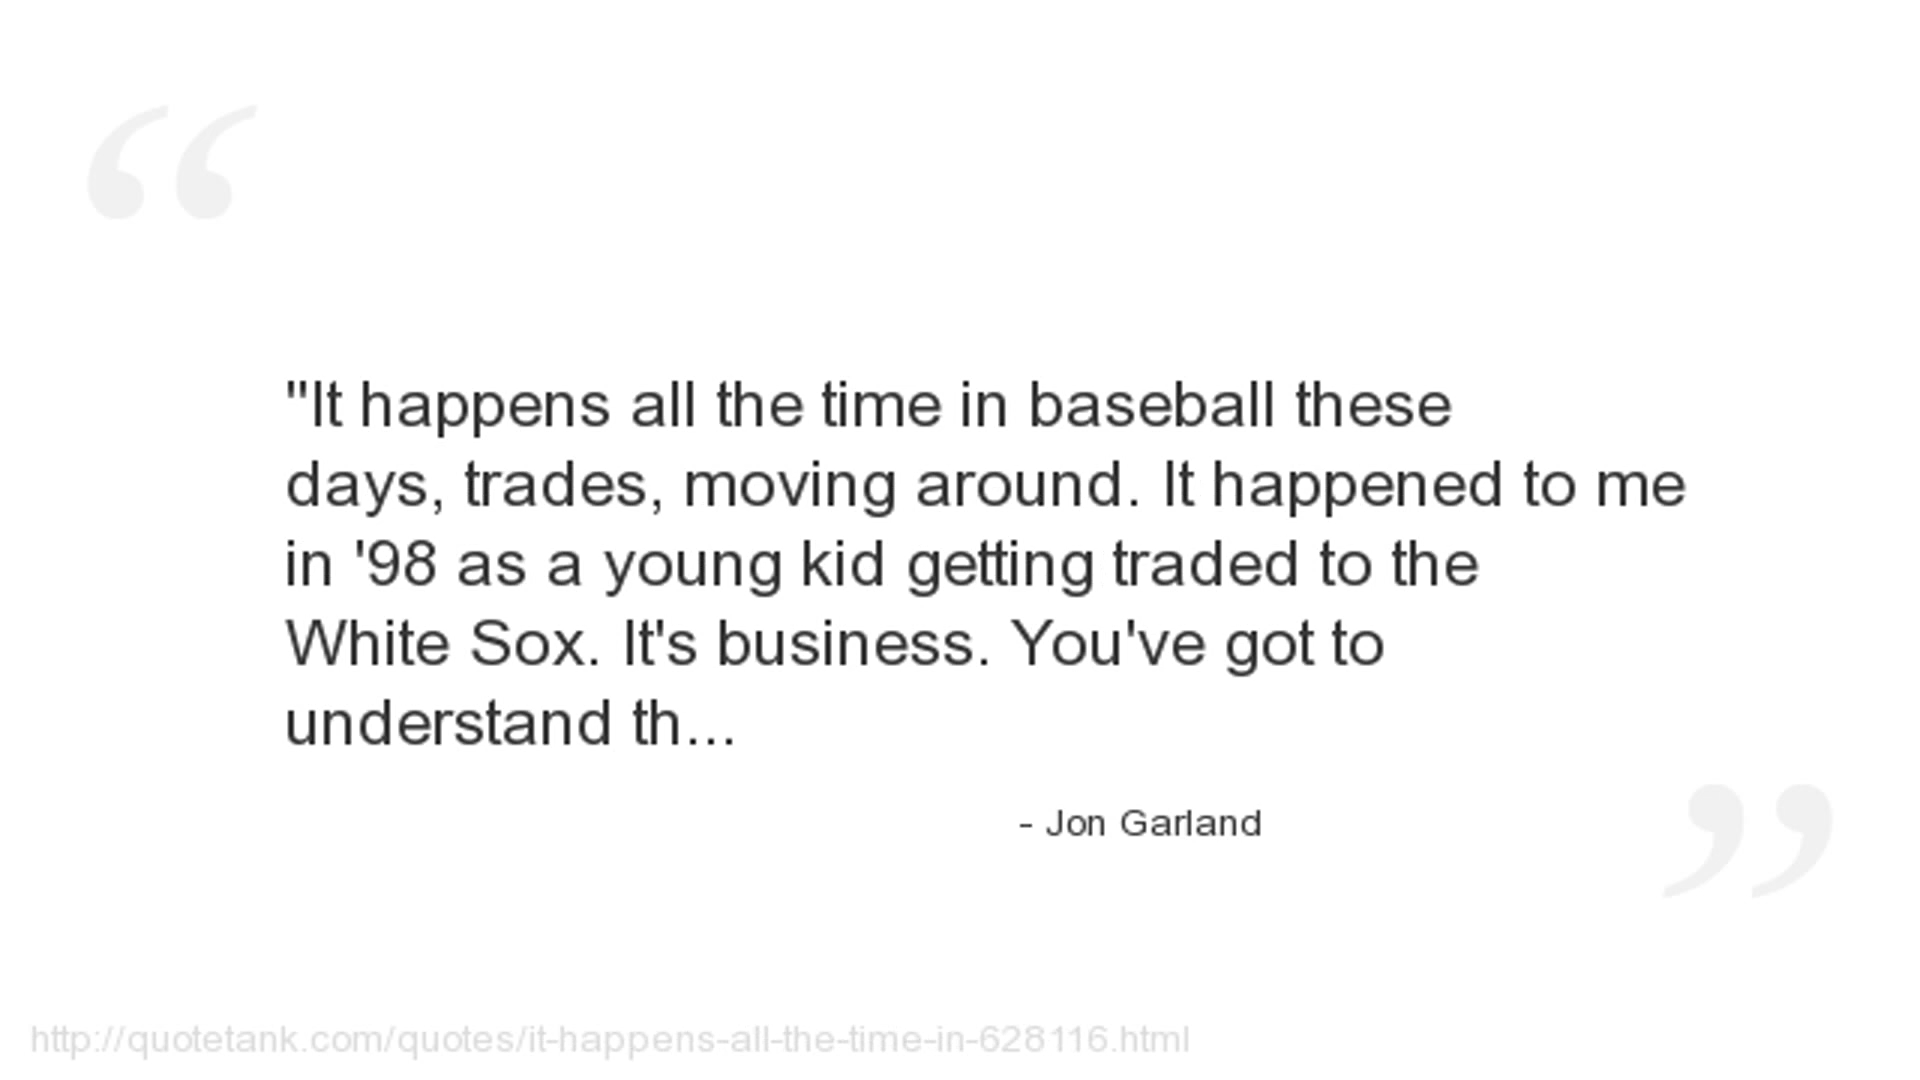 "It happens all the time in baseball these
days, trades, moving around. It happened to me
in '98 as a young kid getting traded to the
White Sox. It's business. You've got to
understand th...
- Jon Garland
http://quotetank.com/quotes/it-happens-all-the-time-in-628116.html